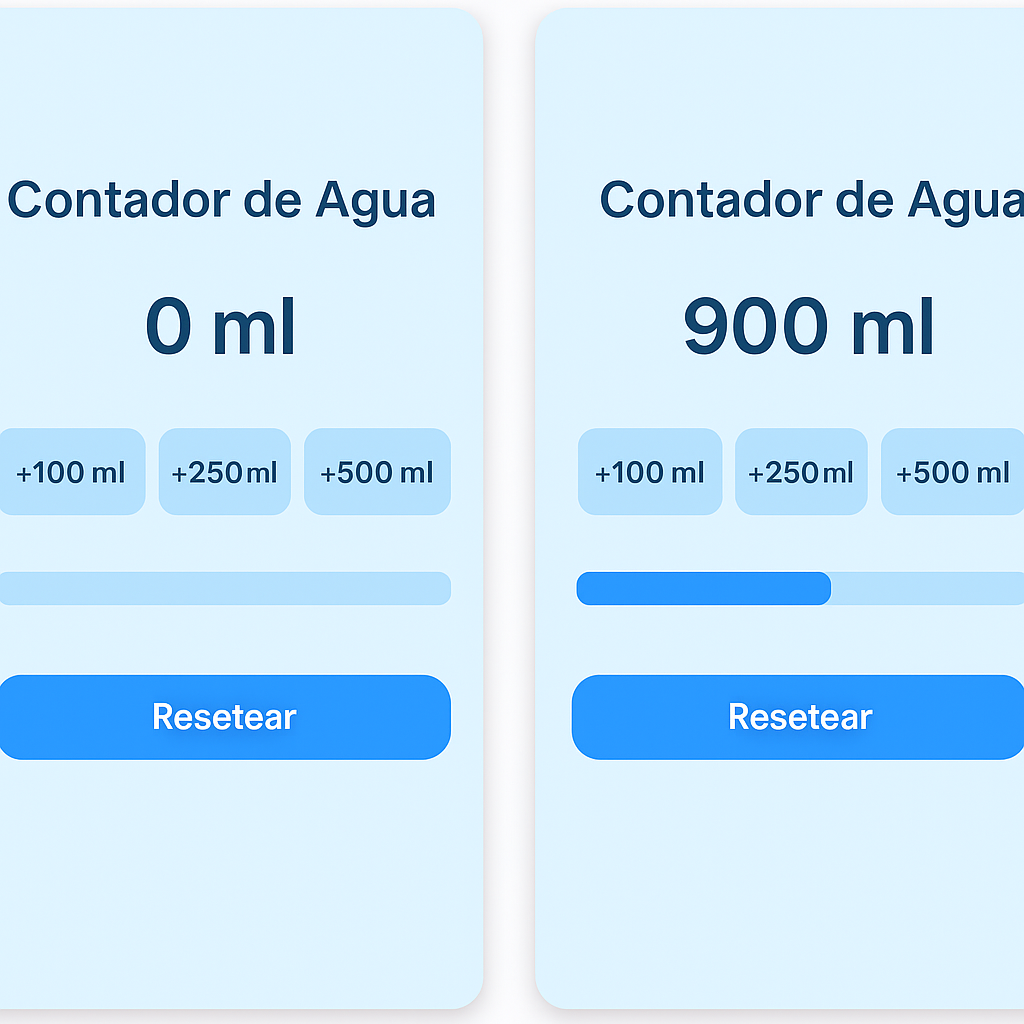 Contador de Agua
0 ml
+100 ml +250 ml +500 ml
Resetear
Contador de Agua
900 ml
+100 ml +250 ml +500 ml
Resetear